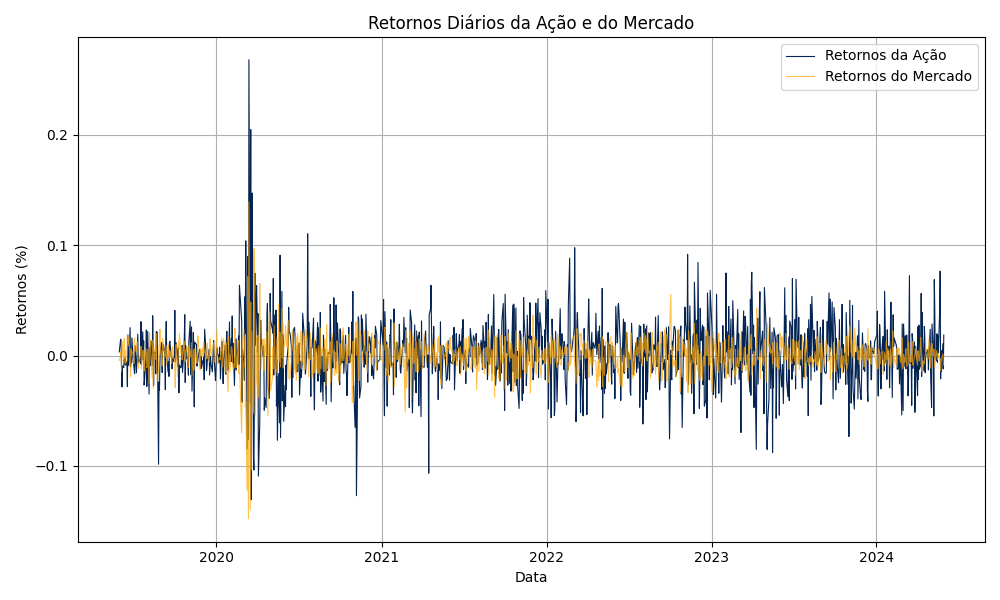 Retornos Diários da Ação e do Mercado
Retornos da Ação
Retornos do Mercado
Retornos (%)
0.2
0.1
0.0
−0.1
2020
2021
2022
2023
2024
Data